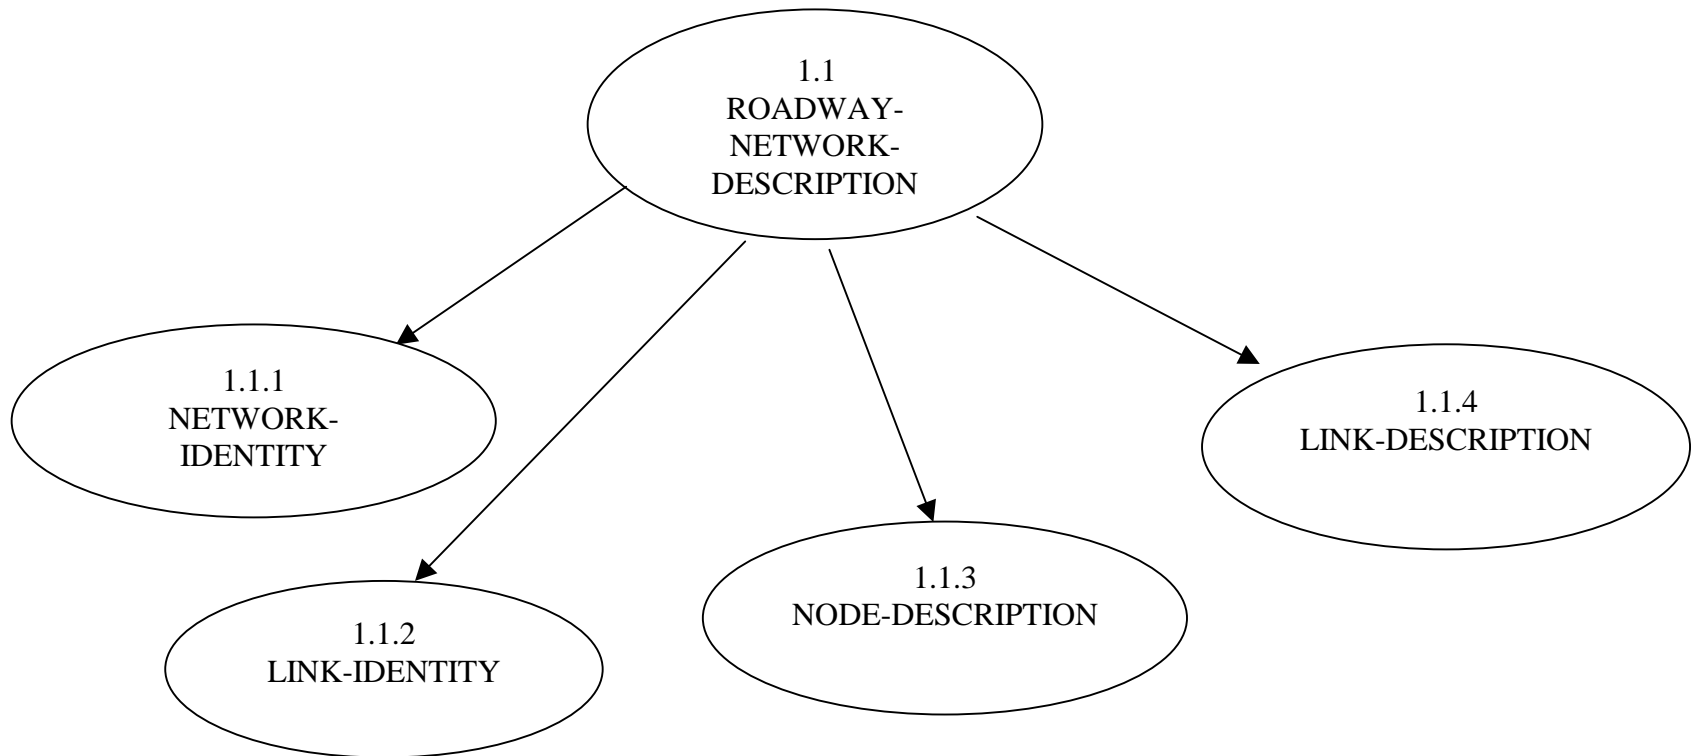 1.1
ROADWAY-
NETWORK-
DESCRIPTION
1.1.1
NETWORK-
IDENTITY
1.1.2
LINK-IDENTITY
1.1.3
NODE-DESCRIPTION
1.1.4
LINK-DESCRIPTION